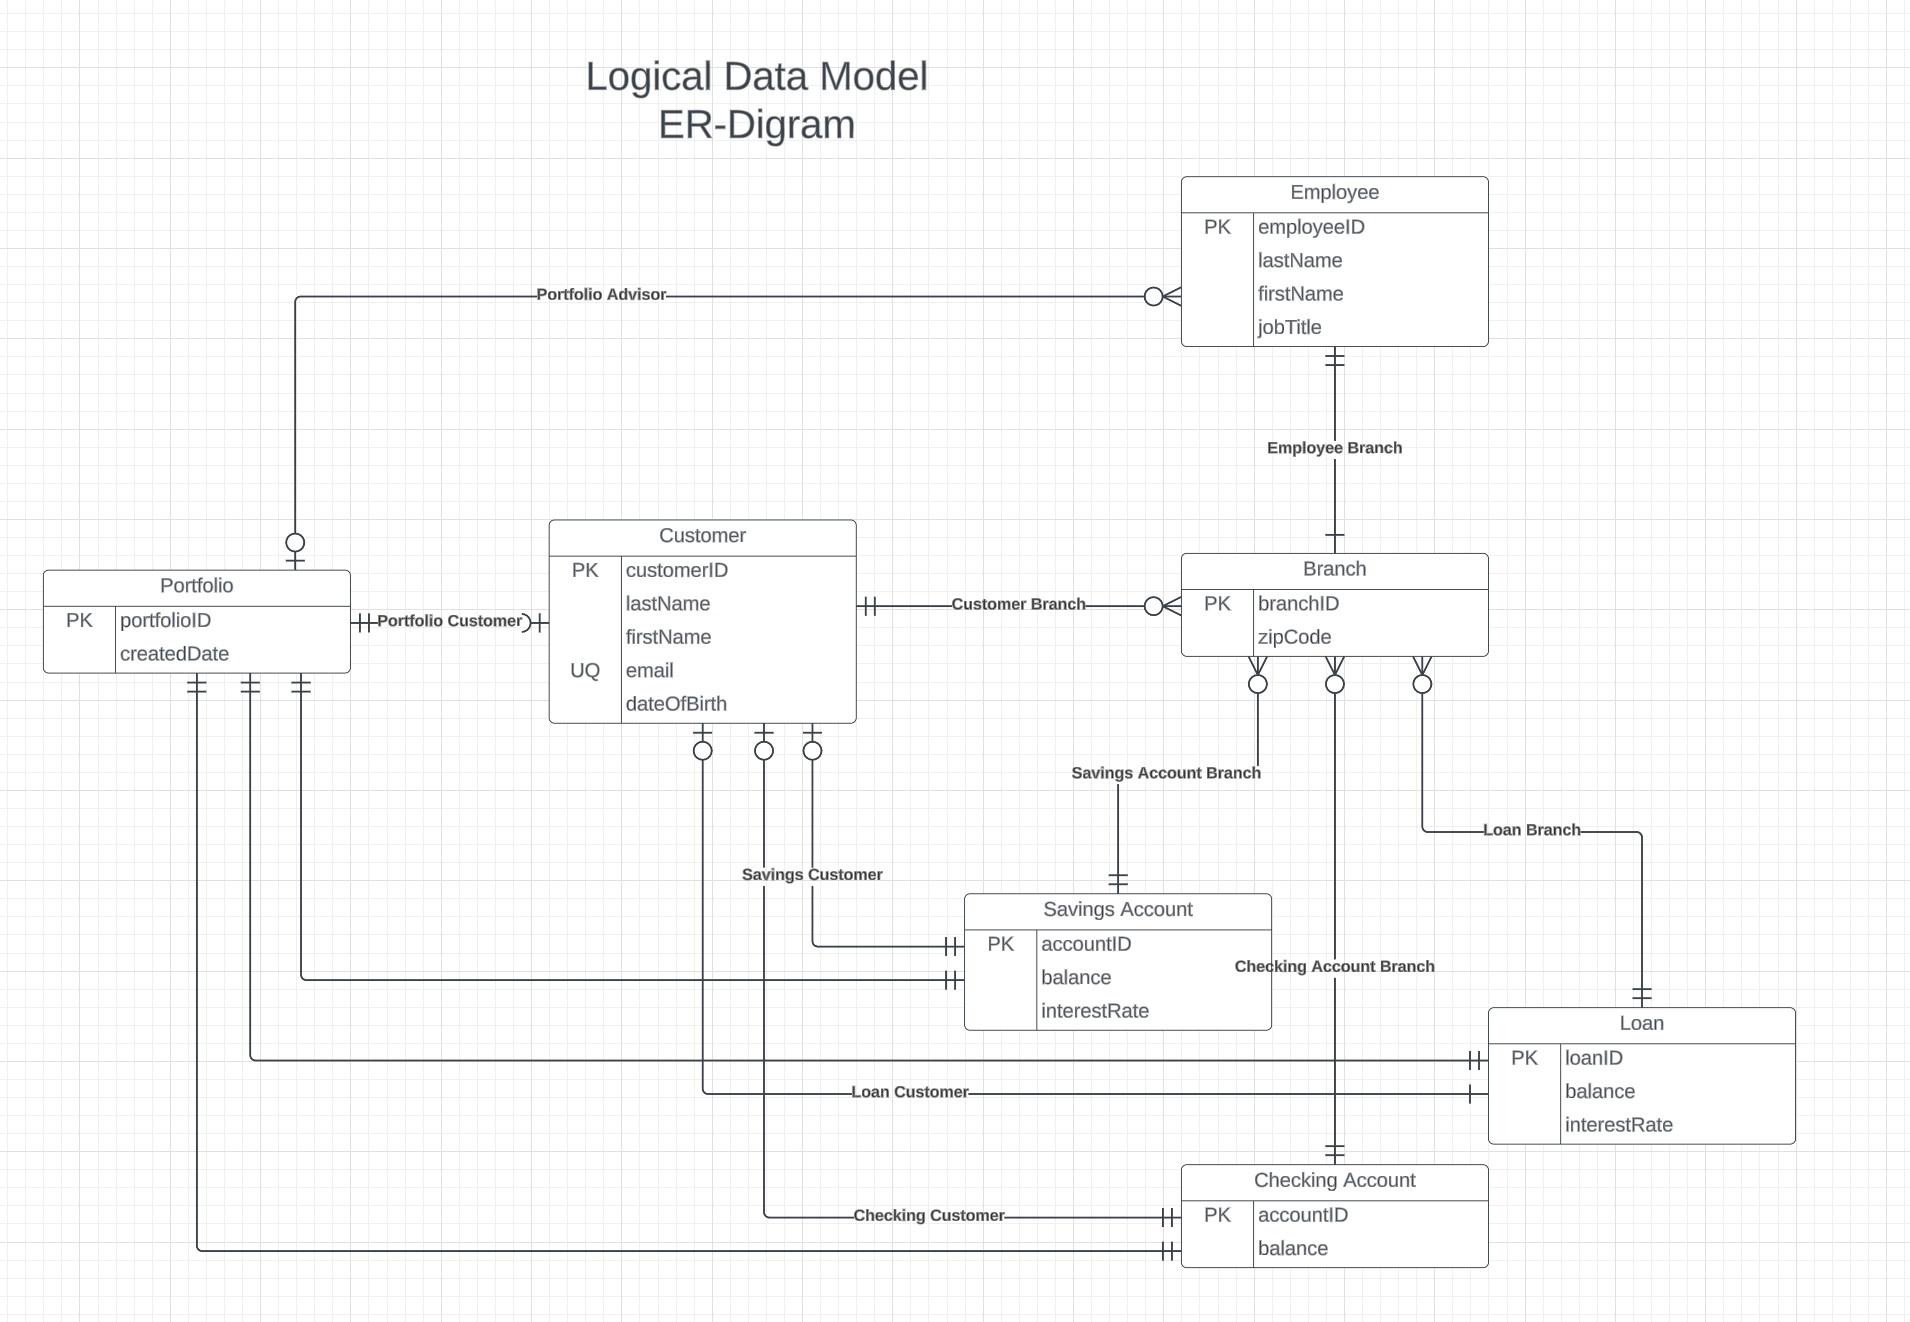 Logical Data Model
ER-Digram
Employee
PK employeeID
lastName
firstName
jobTitle
Portfolio Advisor
Employee Branch
Customer
PK customerID
lastName
firstName
UQ email
dateOfBirth
Portfolio
PK portfolioID
createdDate
Portfolio Customer
Customer Branch
Branch
PK branchID
zipCode
Savings Account Branch
Loan Branch
Savings Customer
Savings Account
PK accountID
balance
interestRate
Checking Account Branch
Loan
PK loanID
balance
interestRate
Loan Customer
Checking Account
PK accountID
balance
Checking Customer